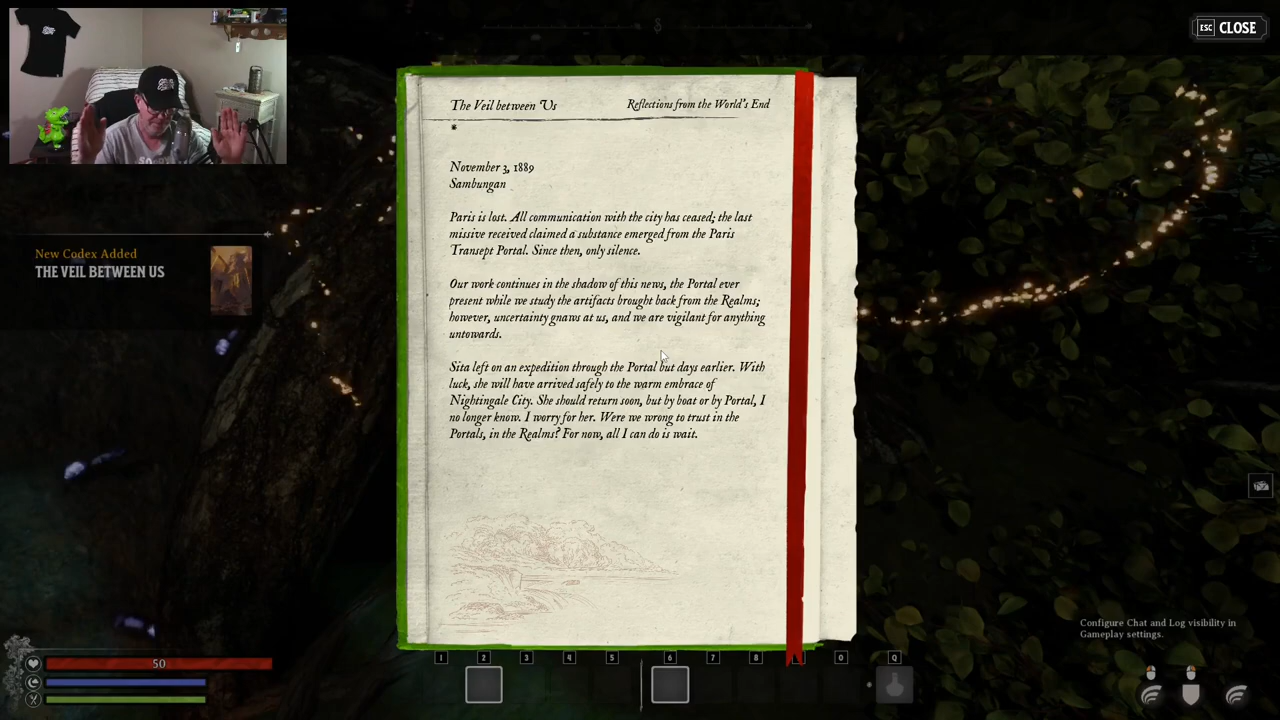 ESC CLOSE
The Veil between Us
Reflections from the World's End
November 3, 1889
Sambungan
Paris is lost. All communication with the city has ceased; the last
missive received claimed a substance emerged from the Paris
Transept Portal. Since then, only silence.
Our work continues in the shadow of this news, the Portal ever
present while we study the artifacts brought back from the Realms;
however, uncertainty gnaws at us, and we are vigilant for anything
untowards.
Sita left on an expedition through the Portal but days earlier. With
luck, she will have arrived safely to the warm embrace of
Nightingale City. She should return soon, but by boat or by Portal, I
no longer know. I worry for her. Were we wrong to trust in the
Portals, in the Realms? For now, all I can do is wait.
New Codex Added
THE VEIL BETWEEN US
Configure Chat and Log visibility in
Gameplay settings.
50
1 2 3 4 5 6 7 8 0 Q